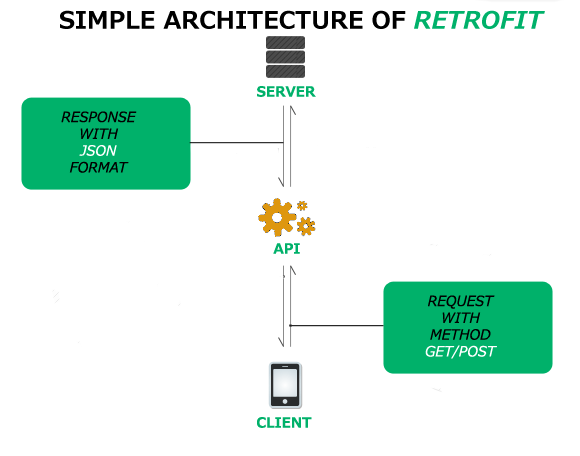 SIMPLE ARCHITECTURE OF RETROFIT
SERVER
RESPONSE
WITH
JSON
FORMAT
API
REQUEST
WITH
METHOD
GET/POST
CLIENT